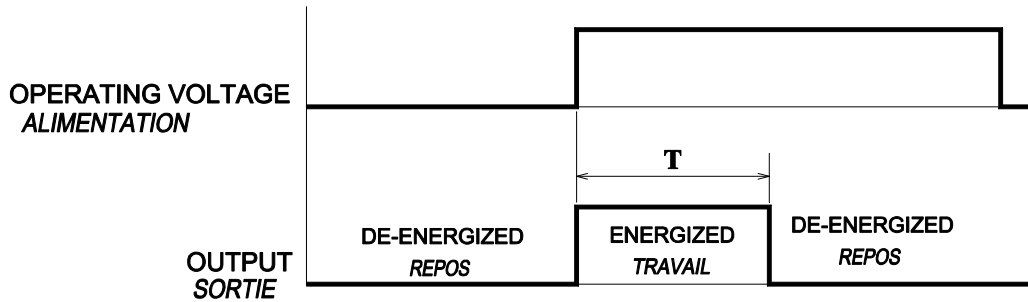 OPERATING VOLTAGE
ALIMENTATION
T
DE-ENERGIZED
REPOS
ENERGIZED
TRAVAIL
DE-ENERGIZED
REPOS
OUTPUT
SORTIE